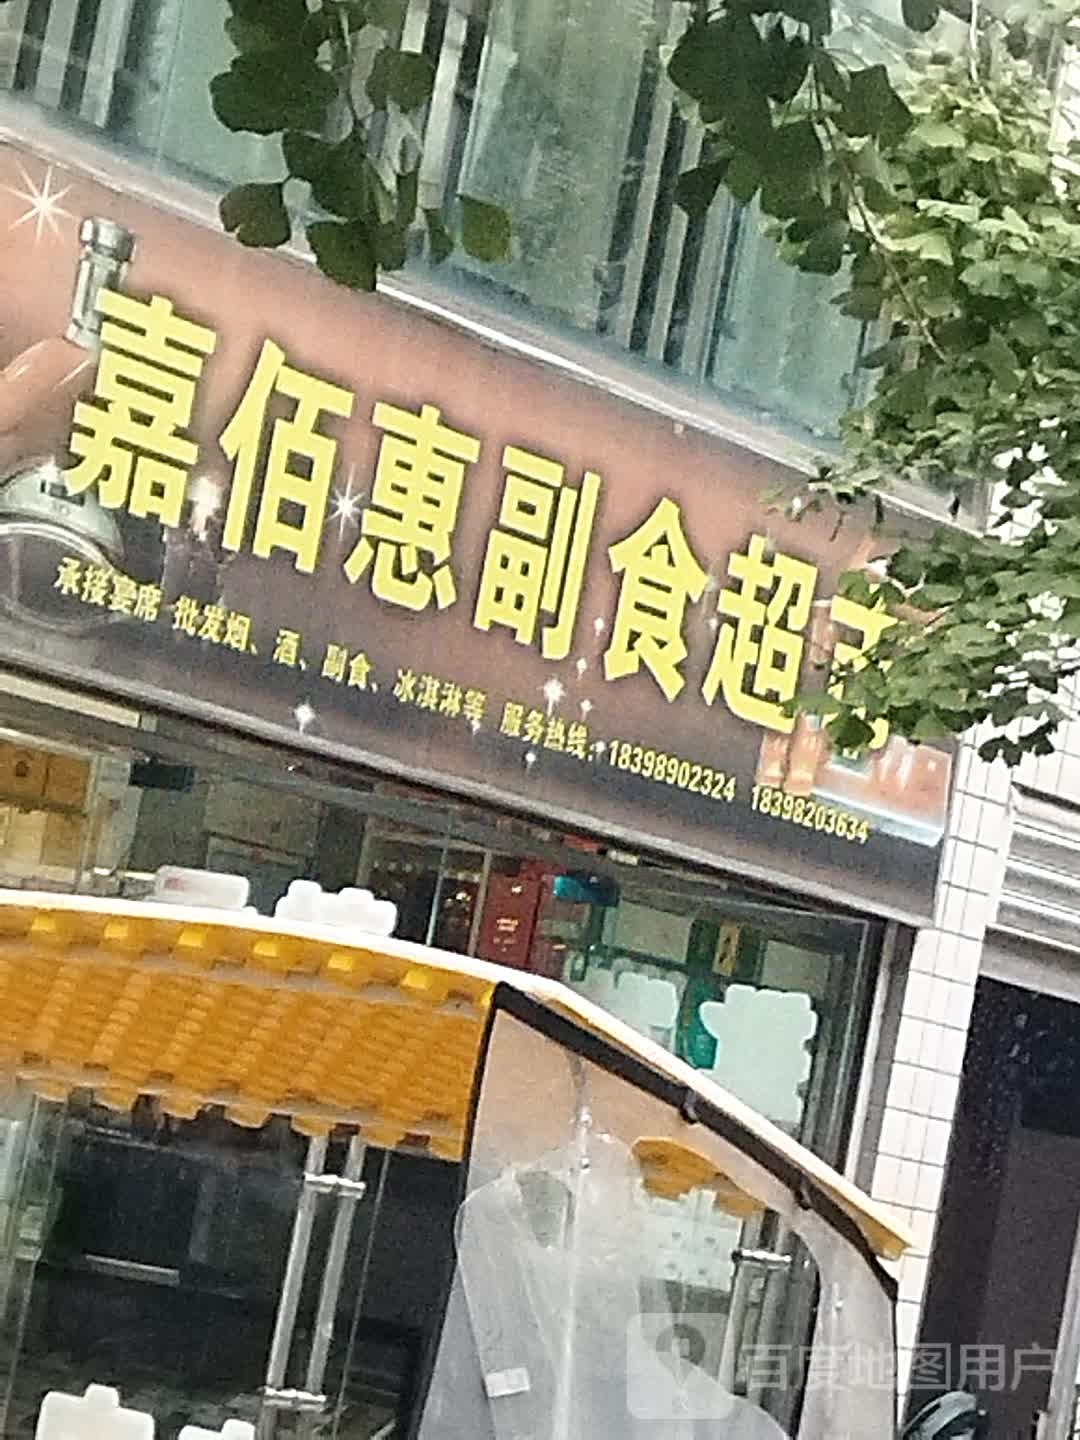 嘉佰惠副食超市
承接宴席 批发烟、酒、副食、冰淇淋等 服务热线：18398902324 18398203634
百度地图用户